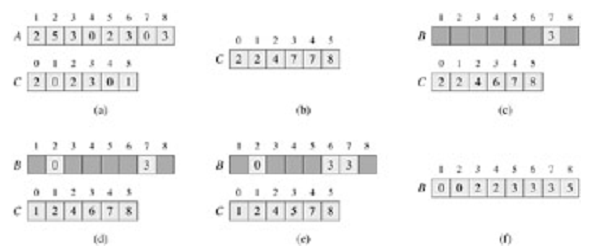 1 2 3 4 5 6 7 8
A 2 5 3 0 2 3 0 3
0 1 2 3 4 5
C 2 0 2 3 0 1
(a)
0 1 2 3 4 5
C 2 2 4 7 7 8
(b)
1 2 3 4 5 6 7 8
B 3
0 1 2 3 4 5
C 2 2 4 6 7 8
(c)
1 2 3 4 5 6 7 8
B 0 3
0 1 2 3 4 5
C 1 2 4 6 7 8
(d)
1 2 3 4 5 6 7 8
B 0 3 3
0 1 2 3 4 5
C 1 2 4 5 7 8
(e)
1 2 3 4 5 6 7 8
B 0 0 2 2 3 3 3 5
(f)